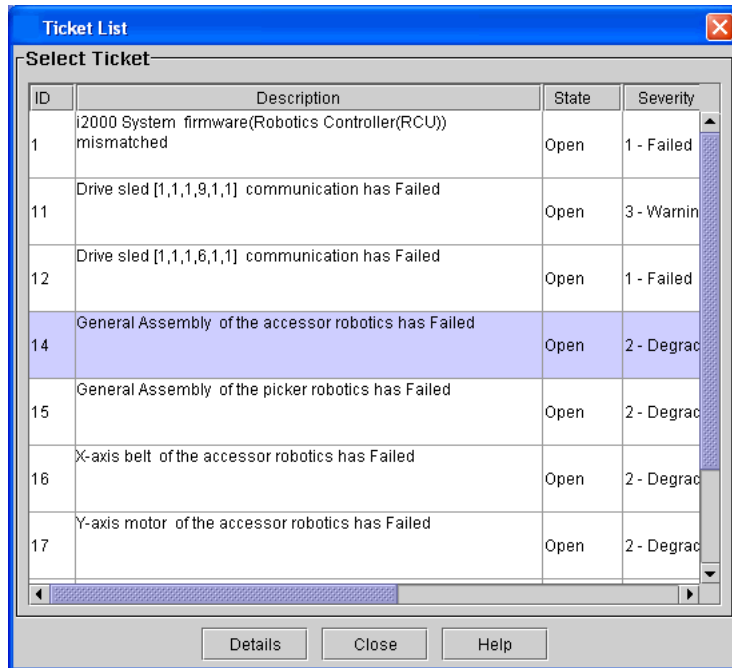 Ticket List
Select Ticket
ID Description State Severity
1 i2000 System firmware(Robotics Controller(RCU)) mismatched Open 1 - Failed
11 Drive sled [1,1,1,9,1,1] communication has Failed Open 3 - Warnin
12 Drive sled [1,1,1,6,1,1] communication has Failed Open 1 - Failed
14 General Assembly of the accessor robotics has Failed Open 2 - Degrac
15 General Assembly of the picker robotics has Failed Open 2 - Degrac
16 X-axis belt of the accessor robotics has Failed Open 2 - Degrac
17 Y-axis motor of the accessor robotics has Failed Open 2 - Degrac
Details Close Help